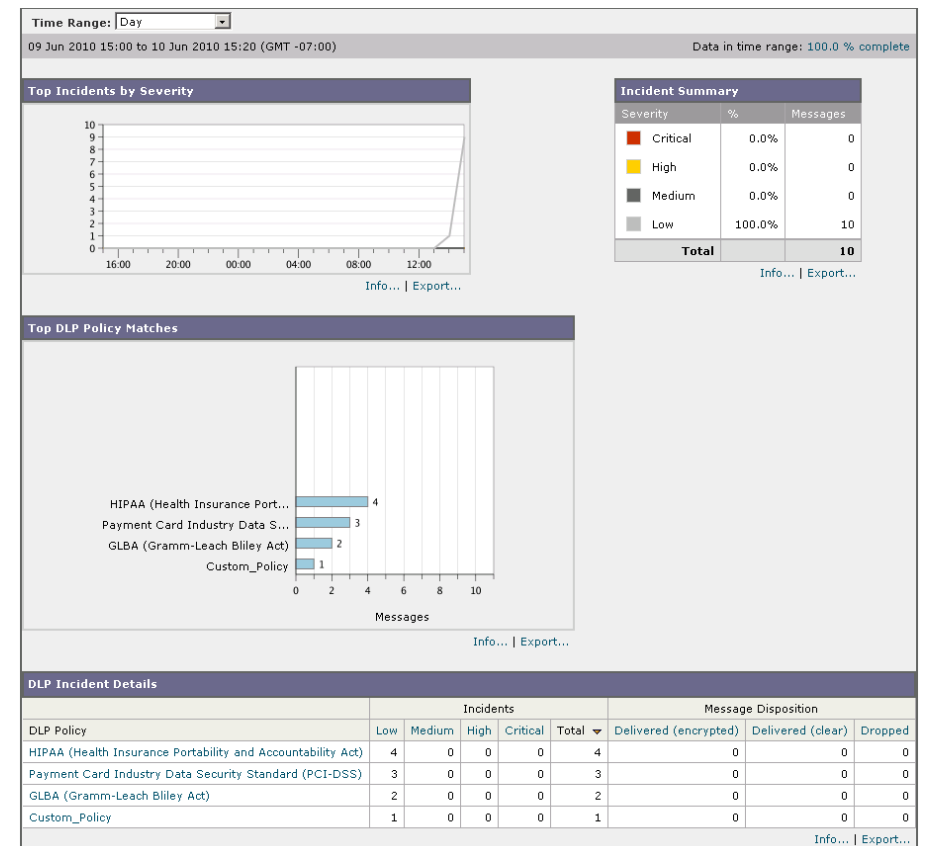 Time Range: Day
09 Jun 2010 15:00 to 10 Jun 2010 15:20 (GMT -07:00) Data in time range: 100.0 % complete
Top Incidents by Severity
10
9
8
7
6
5
4
3
2
1
0
16:00 20:00 00:00 04:00 08:00 12:00
Info... | Export...
Incident Summary
Severity % Messages
Critical 0.0% 0
High 0.0% 0
Medium 0.0% 0
Low 100.0% 10
Total 10
Info... | Export...
Top DLP Policy Matches
HIPAA (Health Insurance Port... 4
Payment Card Industry Data S... 3
GLBA (Gramm-Leach Bliley Act) 2
Custom_Policy 1
0 2 4 6 8 10
Messages
Info... | Export...
DLP Incident Details
Incidents Message Disposition
DLP Policy Low Medium High Critical Total Delivered (encrypted) Delivered (clear) Dropped
HIPAA (Health Insurance Portability and Accountability Act) 4 0 0 0 4 0 0 0
Payment Card Industry Data Security Standard (PCI-DSS) 3 0 0 0 3 0 0 0
GLBA (Gramm-Leach Bliley Act) 2 0 0 0 2 0 0 0
Custom_Policy 1 0 0 0 1 0 0 0
Info... | Export...